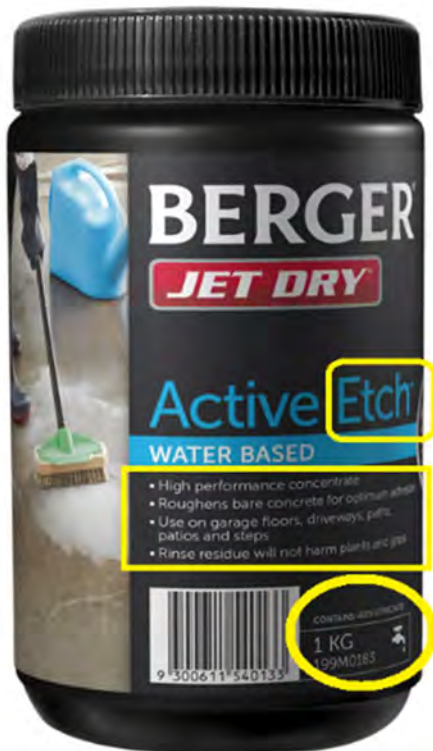 BERGER
JET DRY
Active Etch
WATER BASED
• High performance concentrate
• Roughens bare concrete for optimum adhesion
• Use on garage floors, driveways, paths,
patios and steps
• Rinse residue will not harm plants and grass
CONTAINS
1 KG
199M0183
9 300611 540133